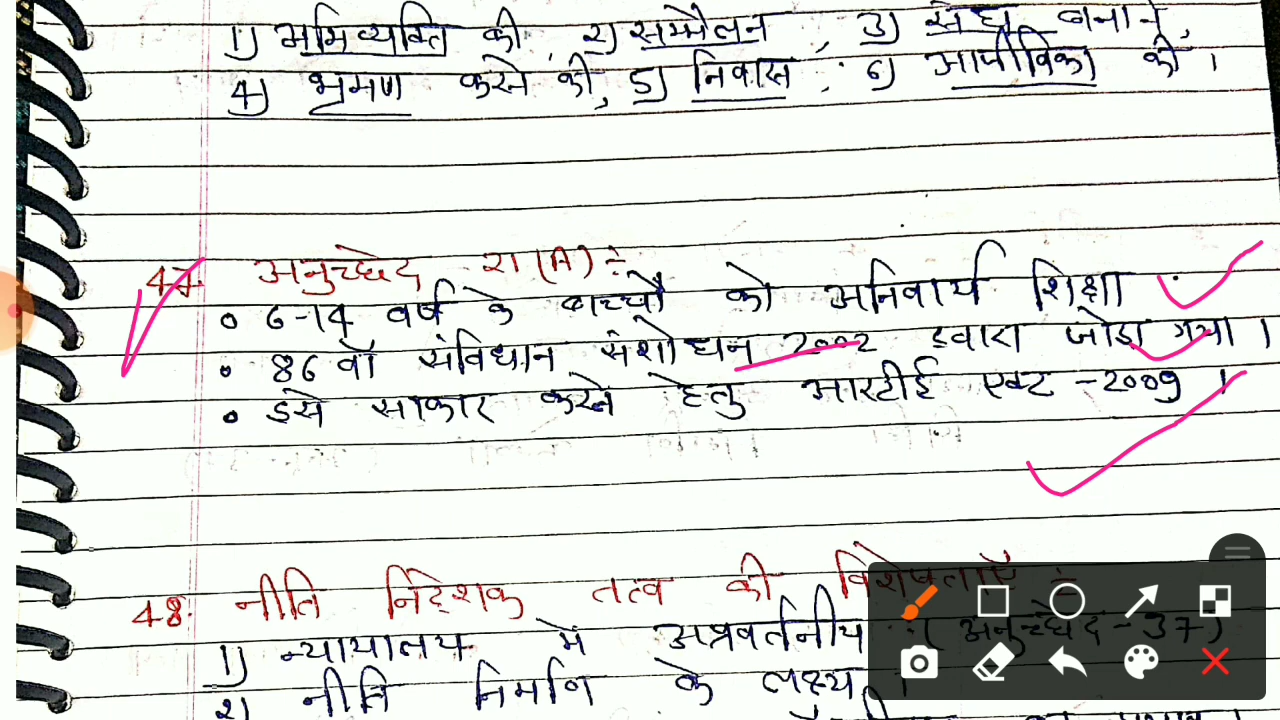 1) अभिव्यक्ति की, 2) सम्मेलन, 3) संघ बनाने,
4) भ्रमण करने की, 5) निवास, 6) आजीविका की।
47. अनुच्छेद 21(A) ÷
• 6-14 वर्ष के बच्चों को अनिवार्य शिक्षा
• 86वाँ संविधान संशोधन 2002 द्वारा जोड़ा गया।
• इसे साकार करने हेतु आरटीई एक्ट - 2009।
48. नीति निदेशक तत्व की विशेषताएँ ÷
1) न्यायालय में अप्रवर्तनीय (अनुच्छेद-37)
2) नीति निर्माण के लक्ष्य।